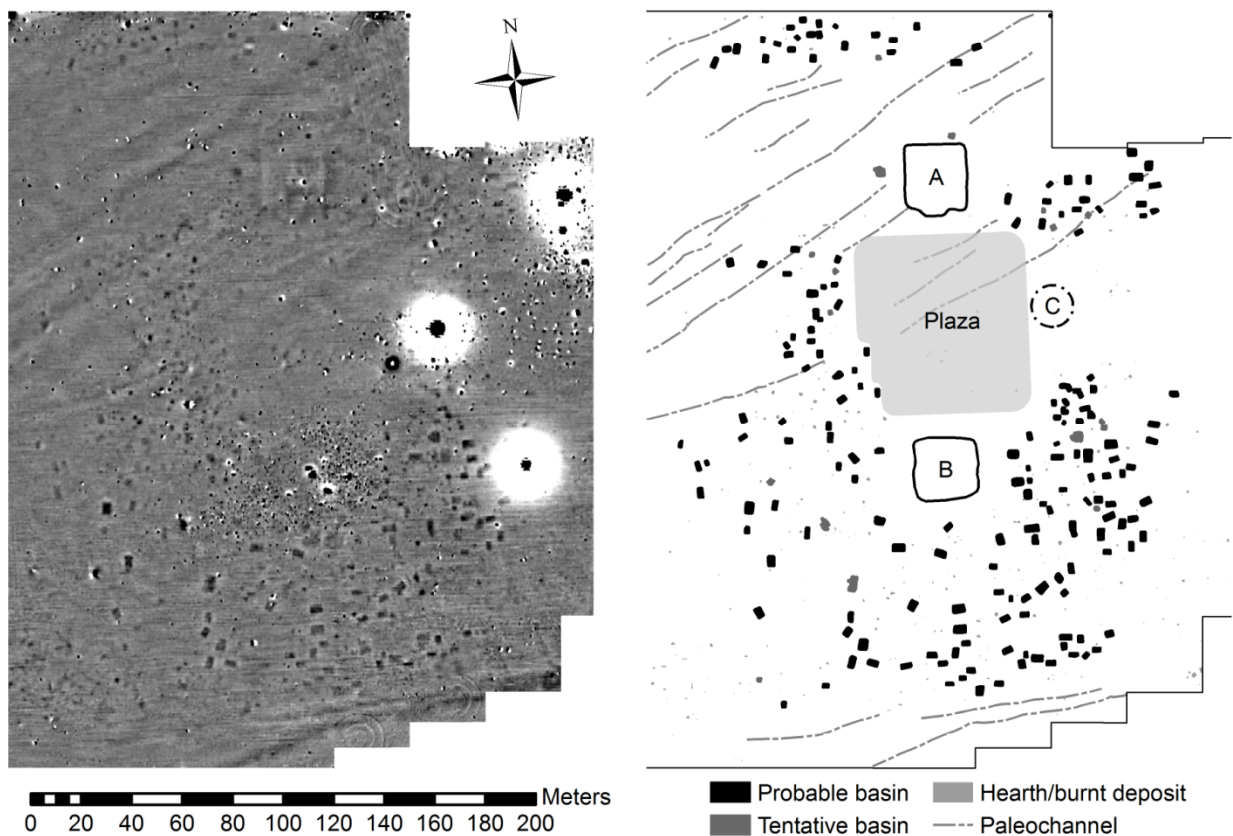 N
A
Plaza
C
B
Meters
0 20 40 60 80 100 120 140 160 180 200
Probable basin
Hearth/burnt deposit
Tentative basin
Paleochannel